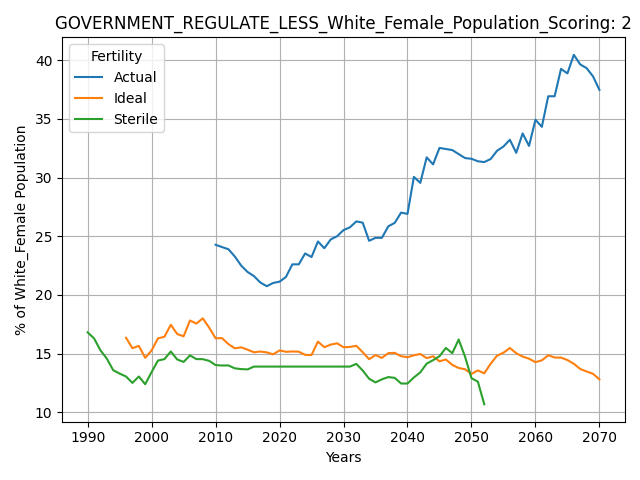 GOVERNMENT_REGULATE_LESS_White_Female_Population_Scoring: 2
Fertility
Actual
Ideal
Sterile
% of White_Female Population
40
35
30
25
20
15
10
1990 2000 2010 2020 2030 2040 2050 2060 2070
Years